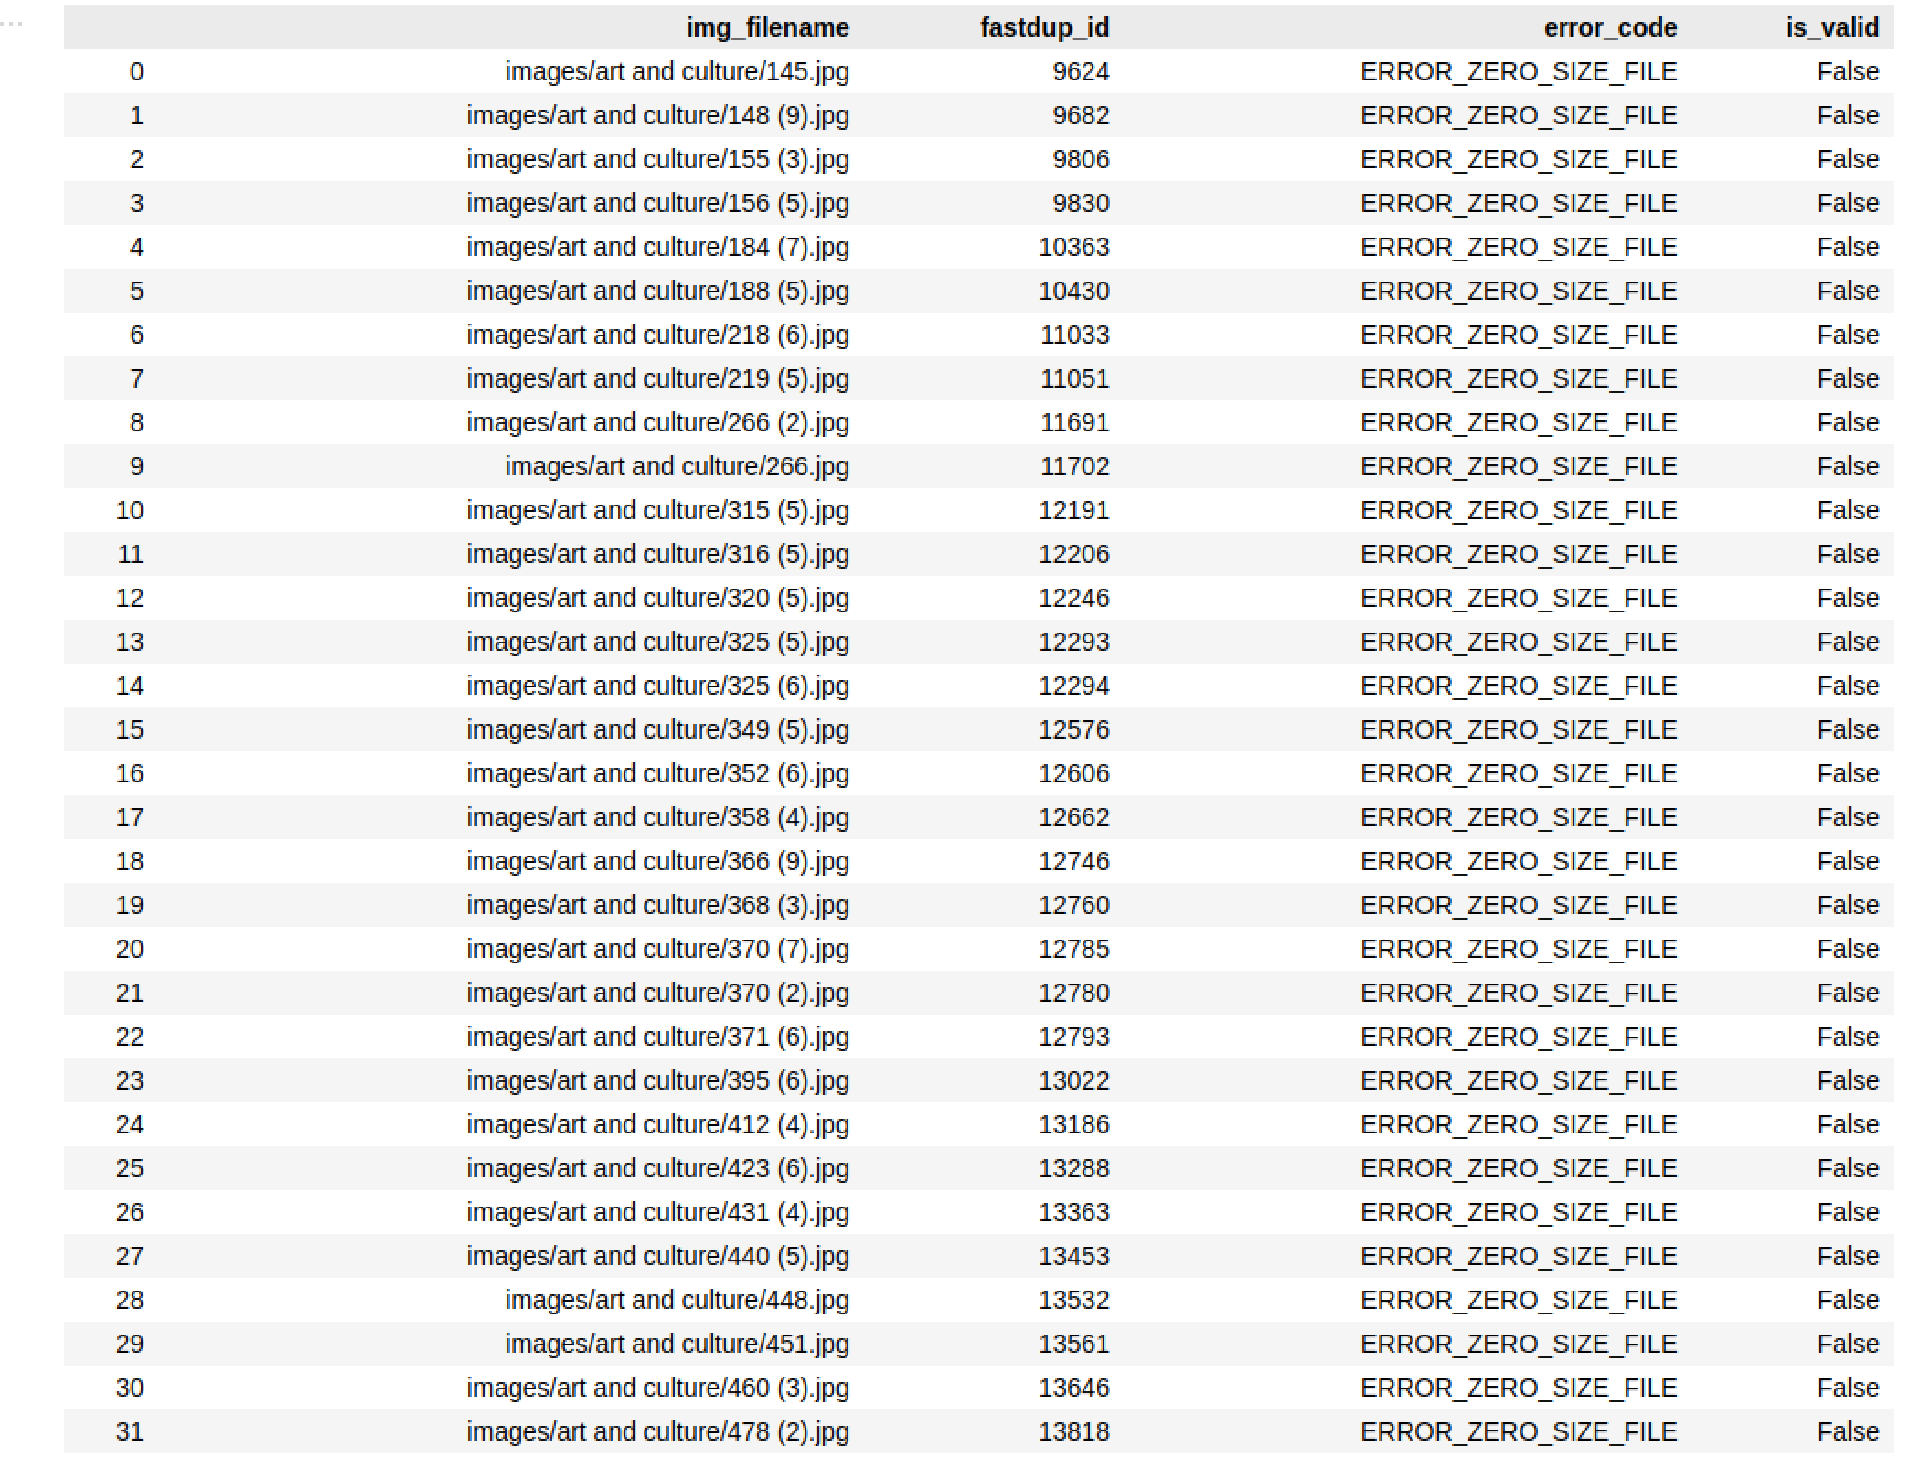 img_filename fastdup_id error_code is_valid
0 images/art and culture/145.jpg 9624 ERROR_ZERO_SIZE_FILE False
1 images/art and culture/148 (9).jpg 9682 ERROR_ZERO_SIZE_FILE False
2 images/art and culture/155 (3).jpg 9806 ERROR_ZERO_SIZE_FILE False
3 images/art and culture/156 (5).jpg 9830 ERROR_ZERO_SIZE_FILE False
4 images/art and culture/184 (7).jpg 10363 ERROR_ZERO_SIZE_FILE False
5 images/art and culture/188 (5).jpg 10430 ERROR_ZERO_SIZE_FILE False
6 images/art and culture/218 (6).jpg 11033 ERROR_ZERO_SIZE_FILE False
7 images/art and culture/219 (5).jpg 11051 ERROR_ZERO_SIZE_FILE False
8 images/art and culture/266 (2).jpg 11691 ERROR_ZERO_SIZE_FILE False
9 images/art and culture/266.jpg 11702 ERROR_ZERO_SIZE_FILE False
10 images/art and culture/315 (5).jpg 12191 ERROR_ZERO_SIZE_FILE False
11 images/art and culture/316 (5).jpg 12206 ERROR_ZERO_SIZE_FILE False
12 images/art and culture/320 (5).jpg 12246 ERROR_ZERO_SIZE_FILE False
13 images/art and culture/325 (5).jpg 12293 ERROR_ZERO_SIZE_FILE False
14 images/art and culture/325 (6).jpg 12294 ERROR_ZERO_SIZE_FILE False
15 images/art and culture/349 (5).jpg 12576 ERROR_ZERO_SIZE_FILE False
16 images/art and culture/352 (6).jpg 12606 ERROR_ZERO_SIZE_FILE False
17 images/art and culture/358 (4).jpg 12662 ERROR_ZERO_SIZE_FILE False
18 images/art and culture/366 (9).jpg 12746 ERROR_ZERO_SIZE_FILE False
19 images/art and culture/368 (3).jpg 12760 ERROR_ZERO_SIZE_FILE False
20 images/art and culture/370 (7).jpg 12785 ERROR_ZERO_SIZE_FILE False
21 images/art and culture/370 (2).jpg 12780 ERROR_ZERO_SIZE_FILE False
22 images/art and culture/371 (6).jpg 12793 ERROR_ZERO_SIZE_FILE False
23 images/art and culture/395 (6).jpg 13022 ERROR_ZERO_SIZE_FILE False
24 images/art and culture/412 (4).jpg 13186 ERROR_ZERO_SIZE_FILE False
25 images/art and culture/423 (6).jpg 13288 ERROR_ZERO_SIZE_FILE False
26 images/art and culture/431 (4).jpg 13363 ERROR_ZERO_SIZE_FILE False
27 images/art and culture/440 (5).jpg 13453 ERROR_ZERO_SIZE_FILE False
28 images/art and culture/448.jpg 13532 ERROR_ZERO_SIZE_FILE False
29 images/art and culture/451.jpg 13561 ERROR_ZERO_SIZE_FILE False
30 images/art and culture/460 (3).jpg 13646 ERROR_ZERO_SIZE_FILE False
31 images/art and culture/478 (2).jpg 13818 ERROR_ZERO_SIZE_FILE False